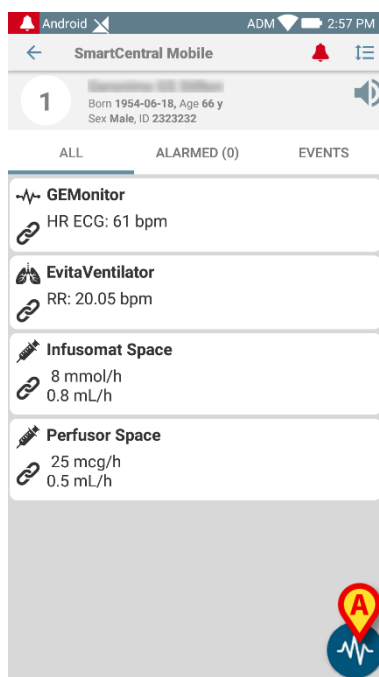 Android ADM 2:57 PM
SmartCentral Mobile
1
Born 1954-06-18, Age 66 y
Sex Male, ID 2323232
ALL ALARMED (0) EVENTS
GEMonitor
HR ECG: 61 bpm
EvitaVentilator
RR: 20.05 bpm
Infusomat Space
8 mmol/h
0.8 mL/h
Perfusor Space
25 mcg/h
0.5 mL/h
A